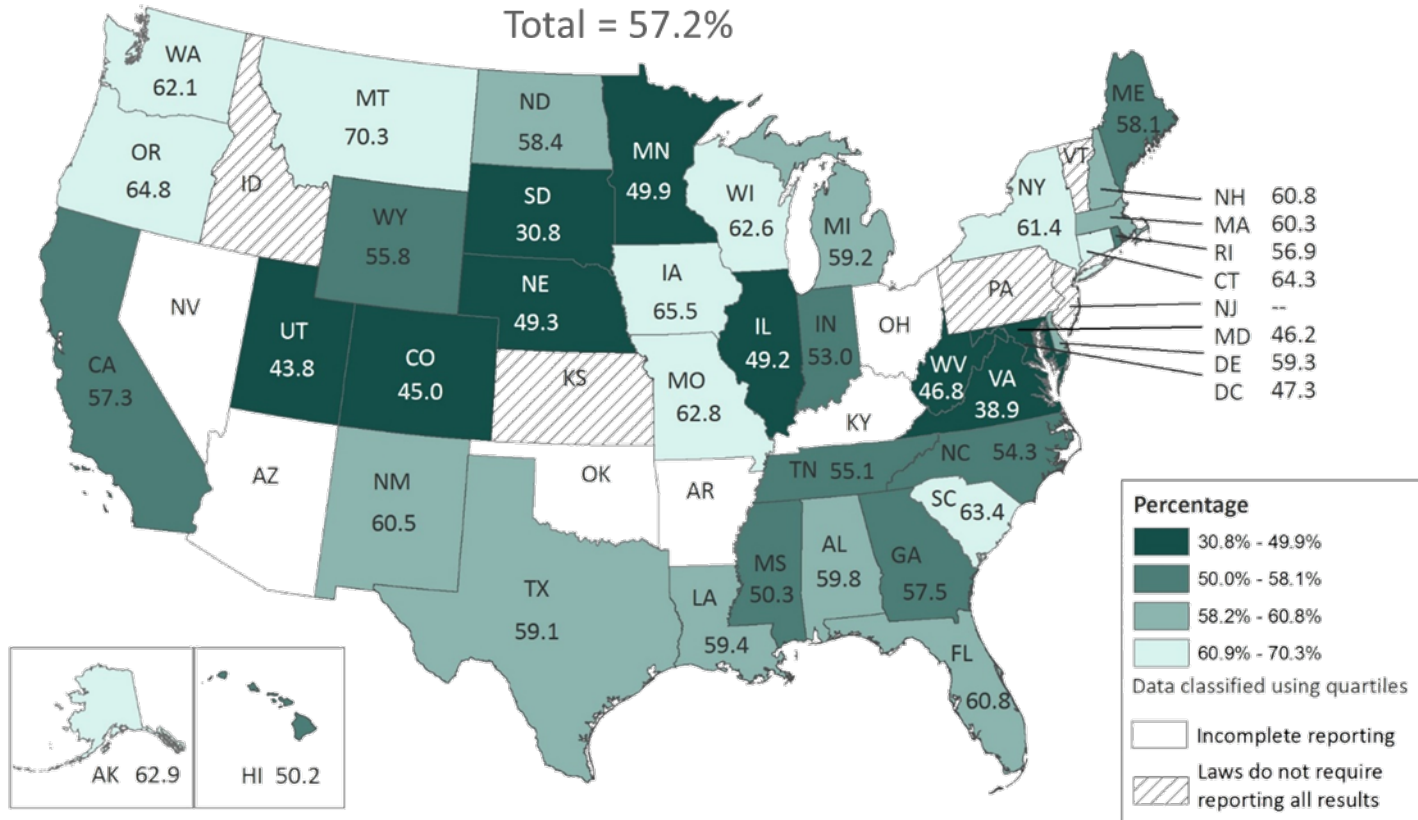 Total = 57.2%
WA
62.1
MT
70.3
ND
58.4
ME
58.1
OR
64.8
ID
MN
49.9
VT
SD
30.8
WI
62.6
NY
61.4
NH 60.8
MA 60.3
RI 56.9
CT 64.3
NJ --
MD 46.2
DE 59.3
DC 47.3
WY
55.8
MI
59.2
IA
65.5
NE
49.3
PA
NV
UT
43.8
CO
45.0
IL
49.2
IN
53.0
OH
WV
46.8
VA
38.9
CA
57.3
KS
MO
62.8
KY
TN 55.1
NC 54.3
AZ
NM
60.5
OK
AR
SC
63.4
MS
50.3
AL
59.8
GA
57.5
TX
59.1
LA
59.4
FL
60.8
AK 62.9
HI 50.2
Percentage
30.8% - 49.9%
50.0% - 58.1%
58.2% - 60.8%
60.9% - 70.3%
Data classified using quartiles
Incomplete reporting
Laws do not require
reporting all results